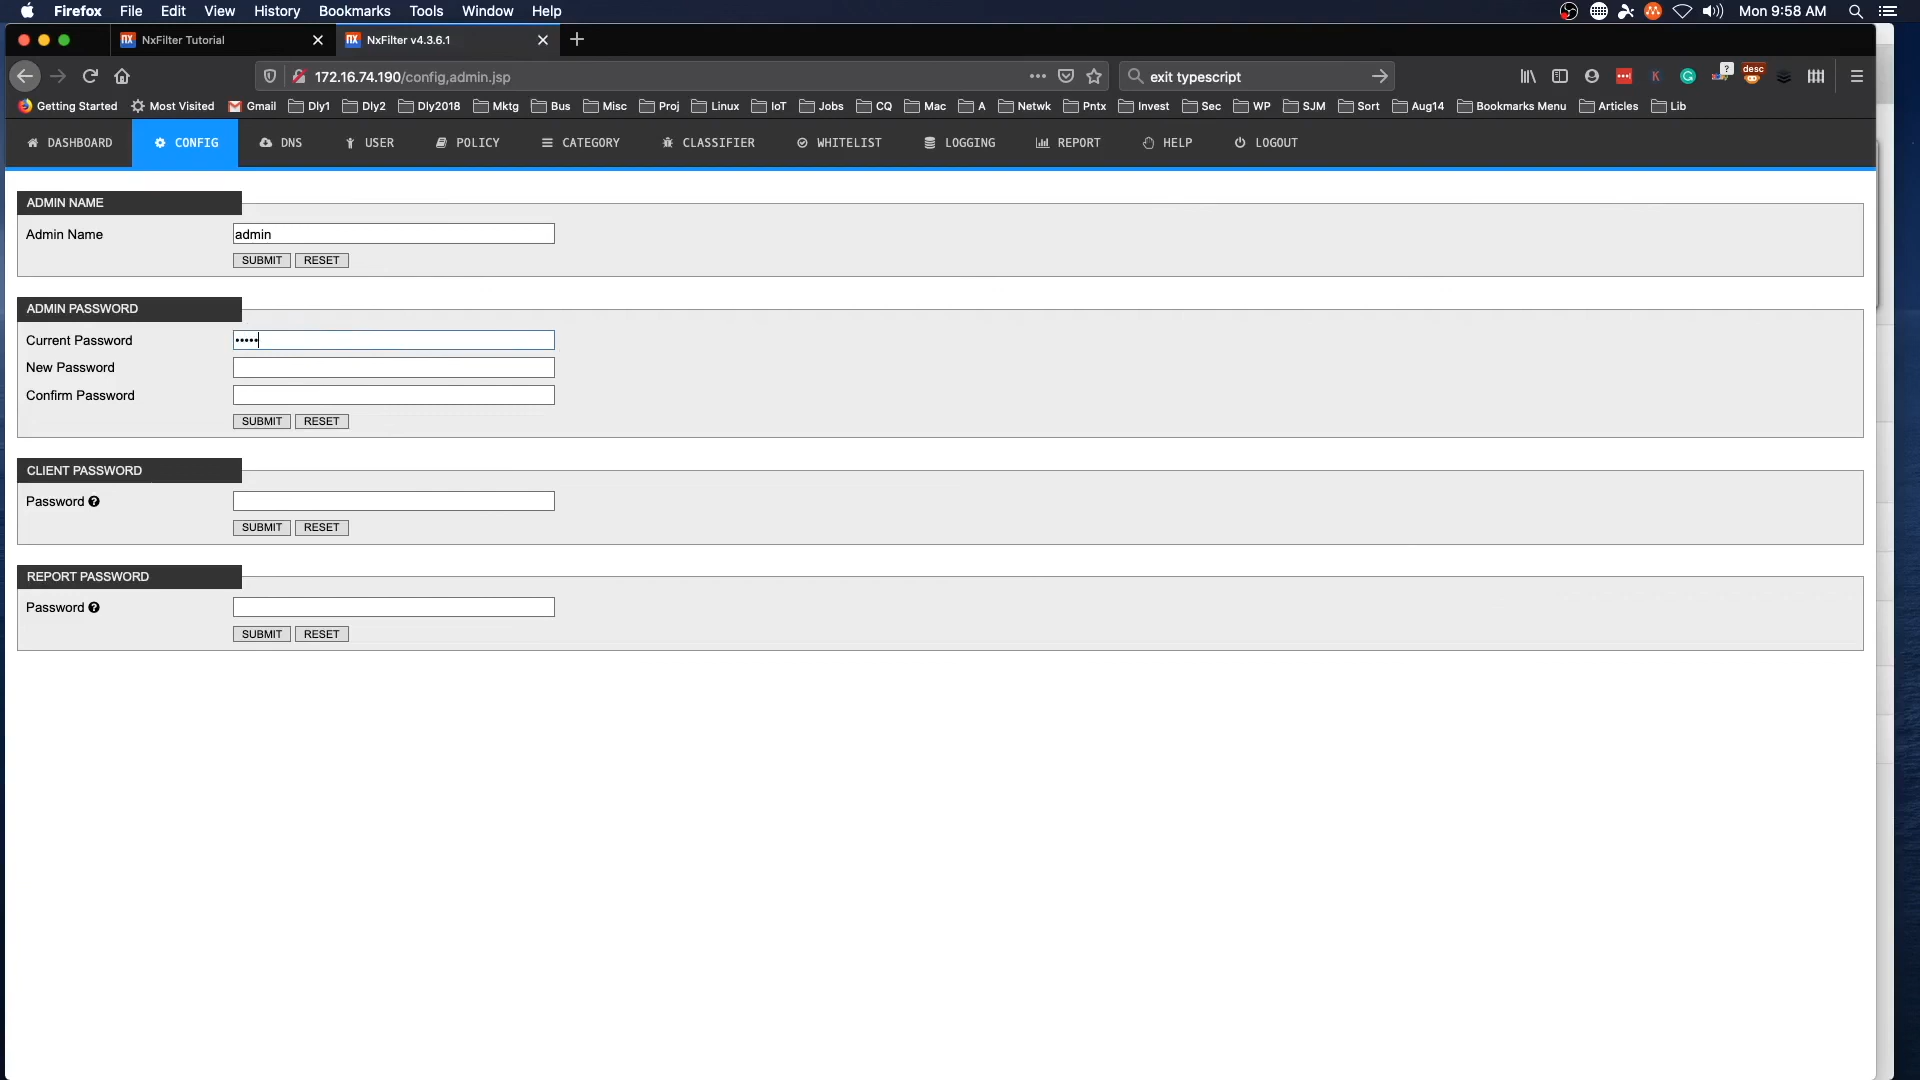 Firefox File Edit View History Bookmarks Tools Window Help Mon 9:58 AM
NxFilter Tutorial NxFilter v4.3.6.1
172.16.74.190/config,admin.jsp exit typescript desc
Getting Started Most Visited Gmail Dly1 Dly2 Dly2018 Mktg Bus Misc Proj Linux IoT Jobs CQ Mac A Netwk Pntx Invest Sec WP SJM Sort Aug14 Bookmarks Menu Articles Lib
DASHBOARD CONFIG DNS USER POLICY CATEGORY CLASSIFIER WHITELIST LOGGING REPORT HELP LOGOUT
ADMIN NAME
Admin Name admin
SUBMIT RESET
ADMIN PASSWORD
Current Password •••••
New Password
Confirm Password
SUBMIT RESET
CLIENT PASSWORD
Password
SUBMIT RESET
REPORT PASSWORD
Password
SUBMIT RESET